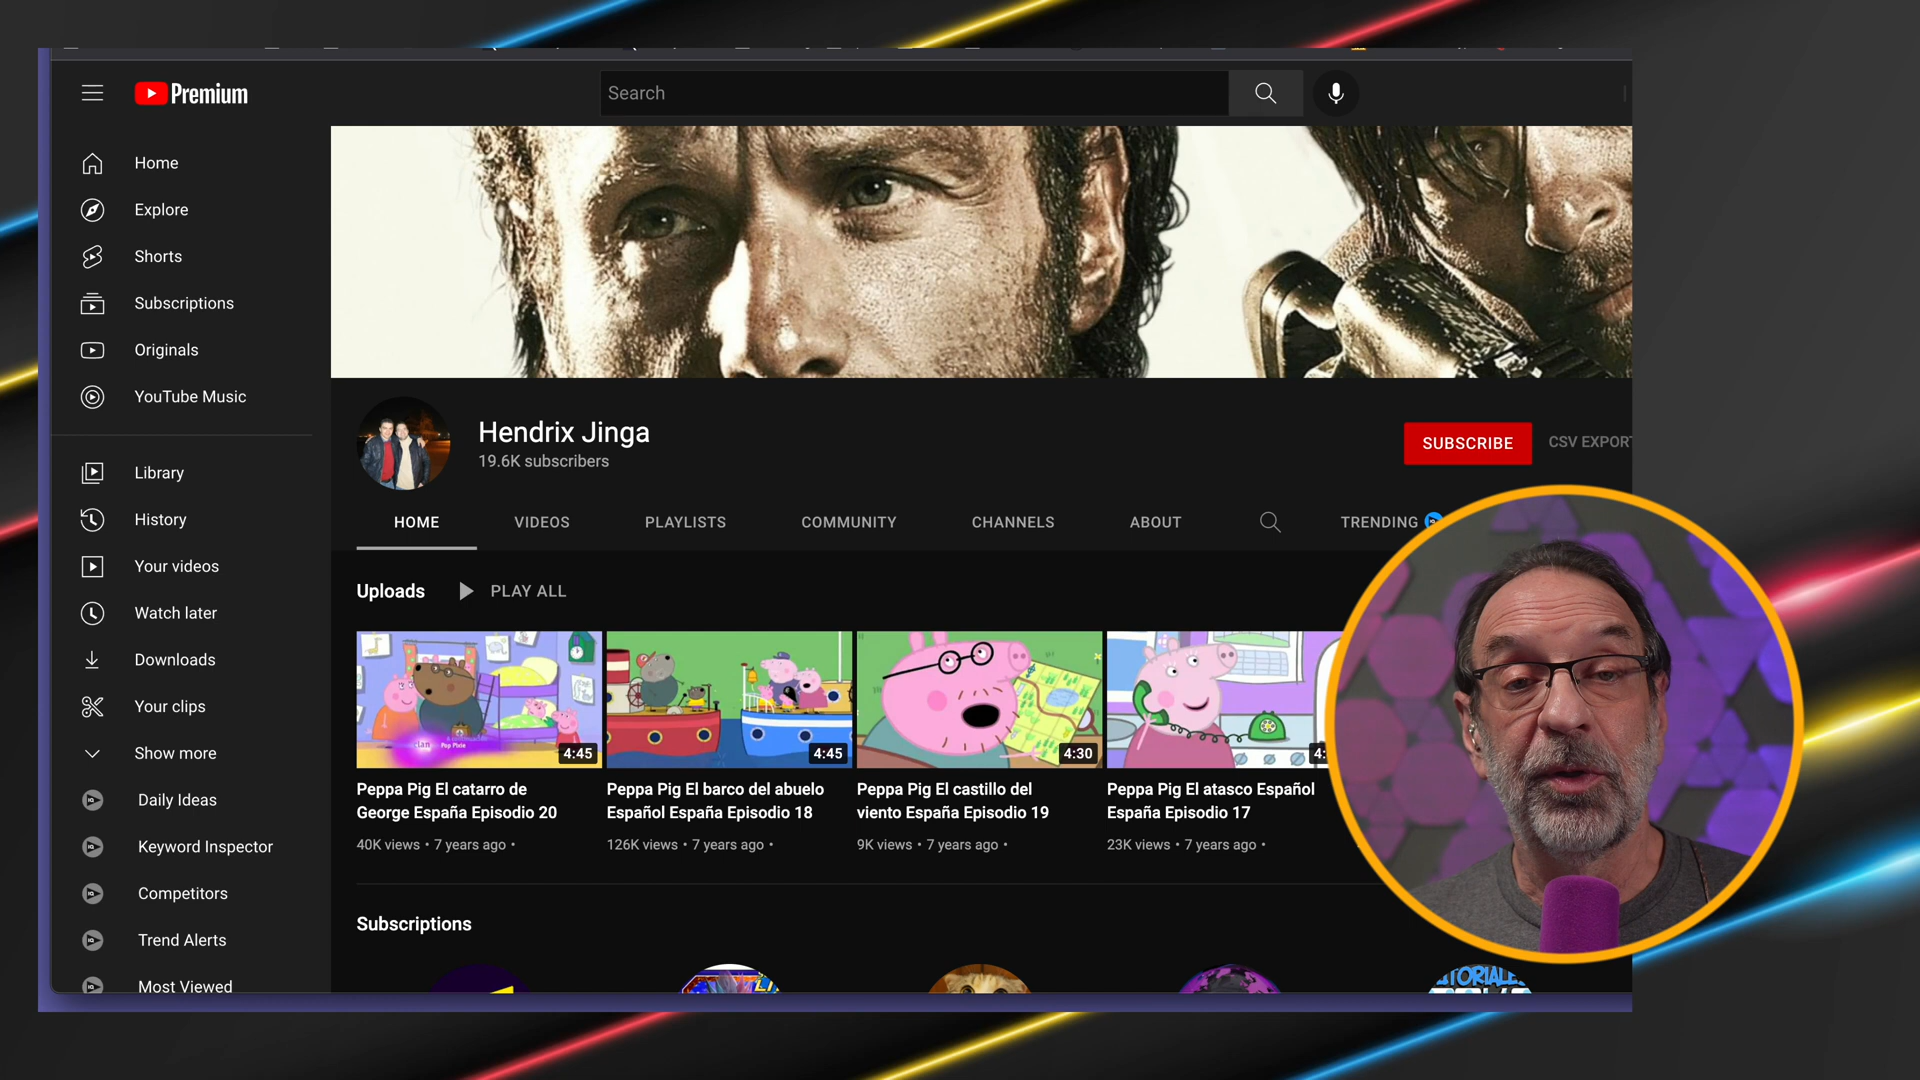 Premium
Search
Home
Explore
Shorts
Subscriptions
Originals
YouTube Music
Library
History
Your videos
Watch later
Downloads
Your clips
Show more
Daily Ideas
Keyword Inspector
Competitors
Trend Alerts
Most Viewed
Hendrix Jinga
19.6K subscribers
SUBSCRIBE
CSV EXPORT
HOME
VIDEOS
PLAYLISTS
COMMUNITY
CHANNELS
ABOUT
TRENDING
Uploads
PLAY ALL
4:45
4:45
4:30
4:
Peppa Pig El catarro de
George España Episodio 20
40K views • 7 years ago •
Peppa Pig El barco del abuelo
Español España Episodio 18
126K views • 7 years ago •
Peppa Pig El castillo del
viento España Episodio 19
9K views • 7 years ago •
Peppa Pig El atasco Español
España Episodio 17
23K views • 7 years ago •
Subscriptions